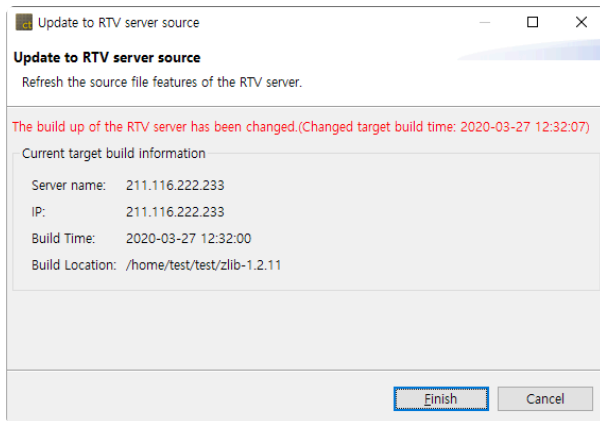 ct Update to RTV server source
Update to RTV server source
Refresh the source file features of the RTV server.
The build up of the RTV server has been changed.(Changed target build time: 2020-03-27 12:32:07)
Current target build information
Server name: 211.116.222.233
IP: 211.116.222.233
Build Time: 2020-03-27 12:32:00
Build Location: /home/test/test/zlib-1.2.11
Finish Cancel